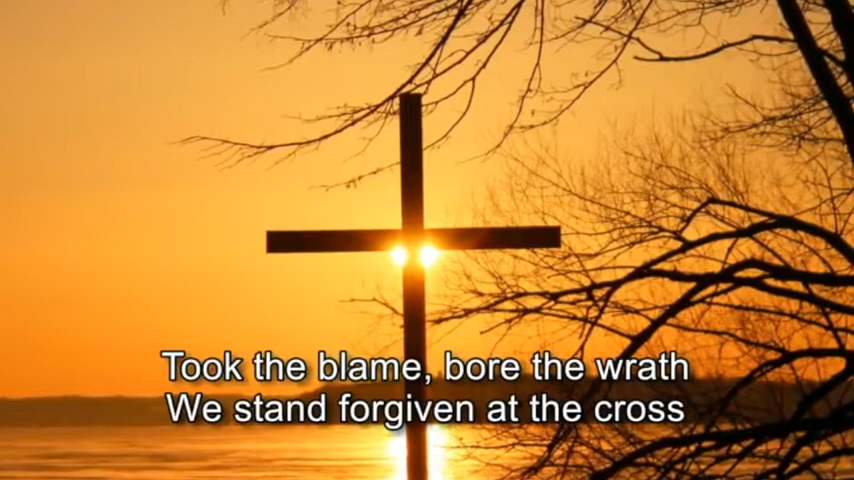 Took the blame, bore the wrath
We stand forgiven at the cross